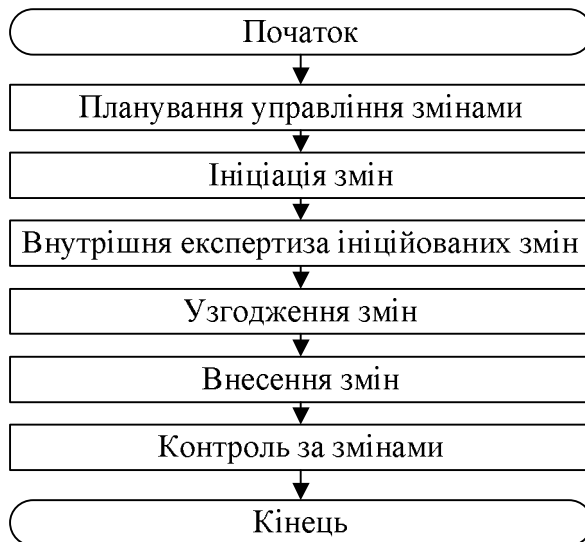 Початок
Планування управління змінами
Ініціація змін
Внутрішня експертиза ініційованих змін
Узгодження змін
Внесення змін
Контроль за змінами
Кінець